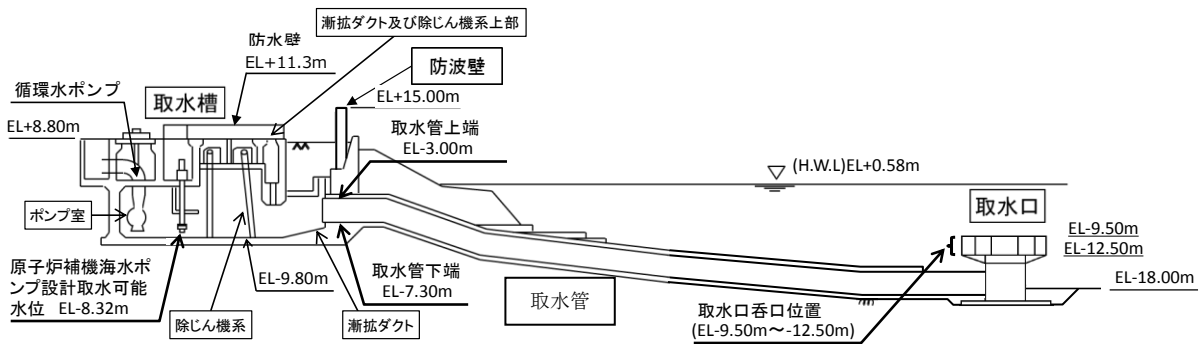 漸拡ダクト及び除じん機系上部
防水壁
EL+11.3m
防波壁
循環水ポンプ
取水槽
EL+15.00m
EL+8.80m
取水管上端
EL-3.00m
(H.W.L)EL+0.58m
取水口
ポンプ室
EL-9.50m
EL-12.50m
原子炉補機海水ポ
ンプ設計取水可能
水位 EL-8.32m
EL-9.80m
取水管下端
EL-7.30m
取水管
EL-18.00m
取水口呑口位置
(EL-9.50m～-12.50m)
除じん機系
漸拡ダクト